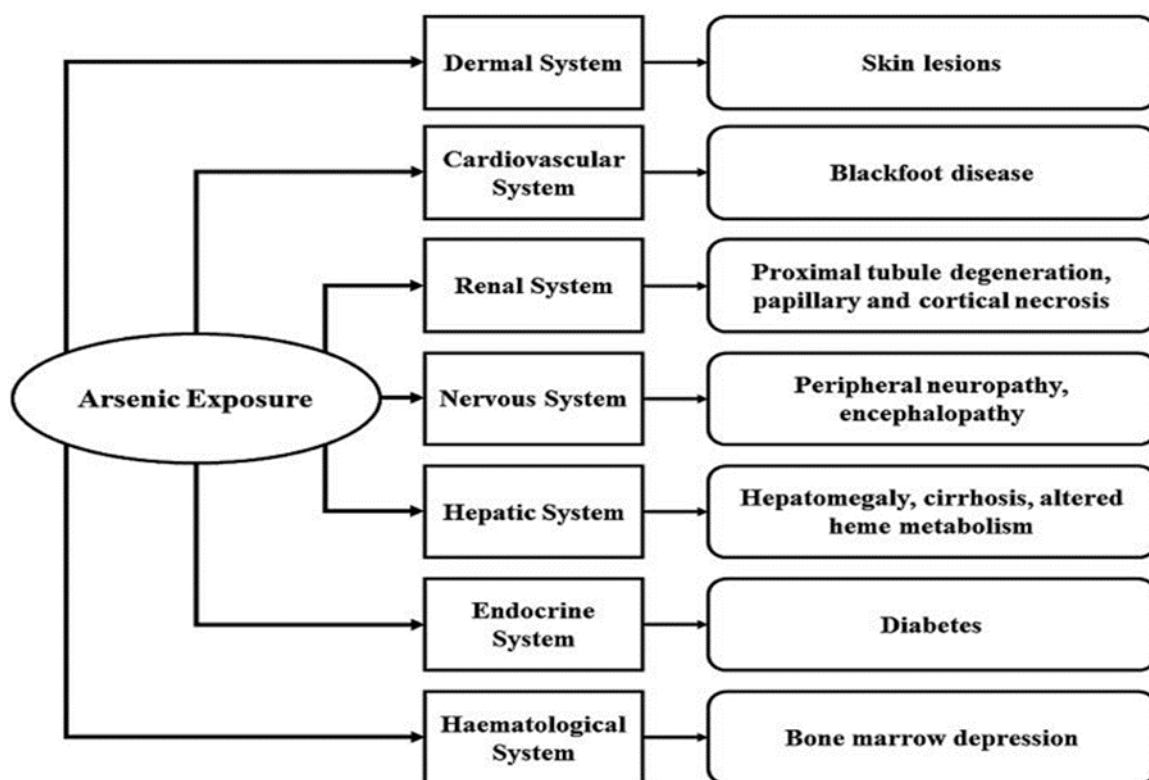 Dermal System
Skin lesions
Cardiovascular
System
Blackfoot disease
Renal System
Proximal tubule degeneration,
papillary and cortical necrosis
Arsenic Exposure
Nervous System
Peripheral neuropathy,
encephalopathy
Hepatic System
Hepatomegaly, cirrhosis, altered
heme metabolism
Endocrine
System
Diabetes
Haematological
System
Bone marrow depression